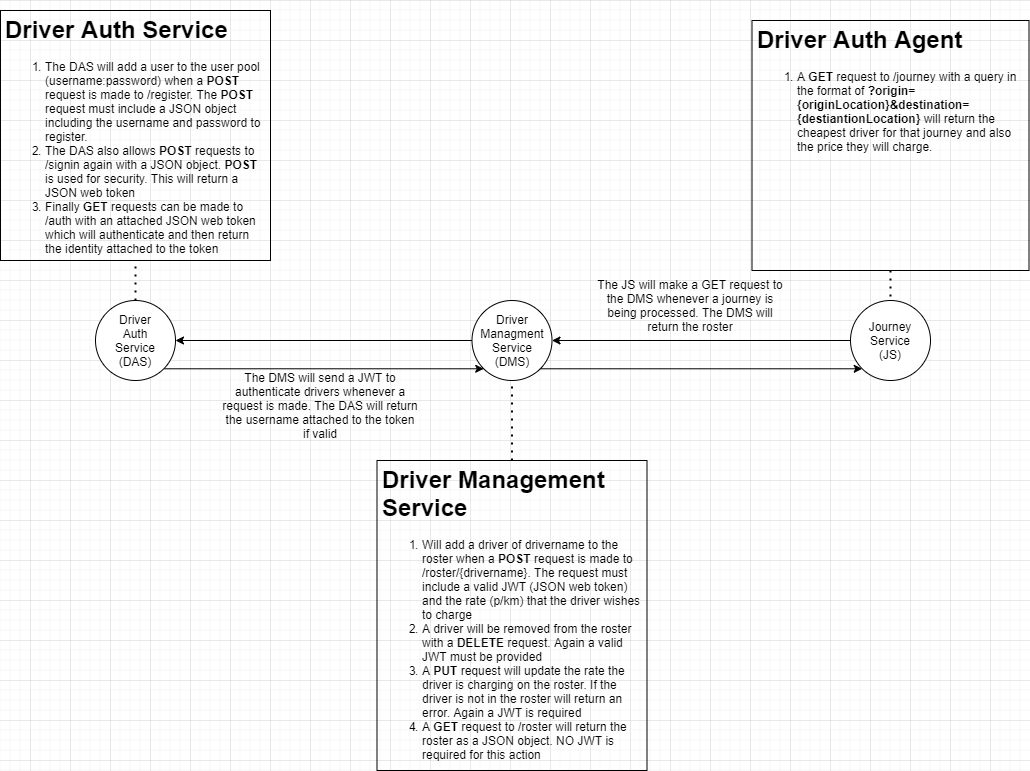 Driver Auth Service
1. The DAS will add a user to the user pool
(username:password) when a POST
request is made to /register. The POST
request must include a JSON object
including the username and password to
register.
2. The DAS also allows POST requests to
/signin again with a JSON object. POST
is used for security. This will return a
JSON web token
3. Finally GET requests can be made to
/auth with an attached JSON web token
which will authenticate and then return
the identity attached to the token
Driver Auth Agent
1. A GET request to /journey with a query in
the format of ?origin=
{originLocation}&destination=
{destiantionLocation} will return the
cheapest driver for that journey and also
the price they will charge.
The JS will make a GET request to
the DMS whenever a journey is
being processed. The DMS will
return the roster
Driver
Auth
Service
(DAS)
Driver
Managment
Service
(DMS)
Journey
Service
(JS)
The DMS will send a JWT to
authenticate drivers whenever a
request is made. The DAS will return
the username attached to the token
if valid
Driver Management
Service
1. Will add a driver of drivername to the
roster when a POST request is made to
/roster/{drivername}. The request must
include a valid JWT (JSON web token)
and the rate (p/km) that the driver wishes
to charge
2. A driver will be removed from the roster
with a DELETE request. Again a valid
JWT must be provided
3. A PUT request will update the rate the
driver is charging on the roster. If the
driver is not in the roster will return an
error. Again a JWT is required
4. A GET request to /roster will return the
roster as a JSON object. NO JWT is
required for this action